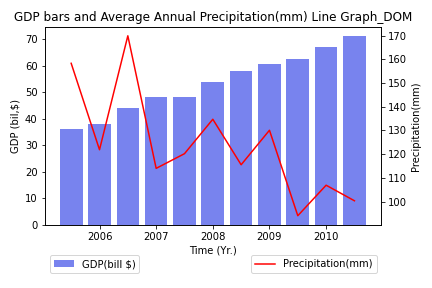 GDP bars and Average Annual Precipitation(mm) Line Graph_DOM
GDP (bil,$)
70
60
50
40
30
20
10
0
170
160
150
140
130
120
110
100
Precipitation(mm)
2006 2007 2008 2009 2010
Time (Yr.)
GDP(bill $)
Precipitation(mm)